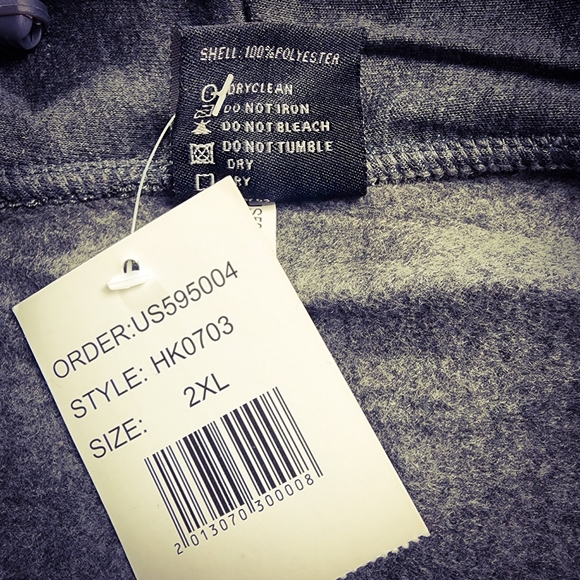 SHELL: 100%POLYESTER
DRYCLEAN
DO NOT IRON
DO NOT BLEACH
DO NOT TUMBLE
DRY
ORDER:US595004
STYLE: HK0703
SIZE: 2XL
2013070300008